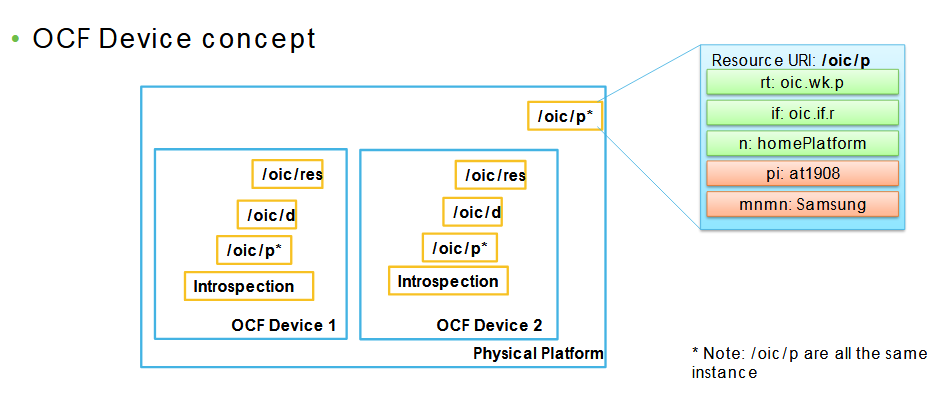 • OCF Device concept
/oic/p*
/oic/res
/oic/d
/oic/p*
Introspection
OCF Device 1
/oic/res
/oic/d
/oic/p*
Introspection
OCF Device 2
Physical Platform
Resource URI: /oic/p
rt: oic.wk.p
if: oic.if.r
n: homePlatform
pi: at1908
mnmn: Samsung
* Note: /oic/p are all the same
instance